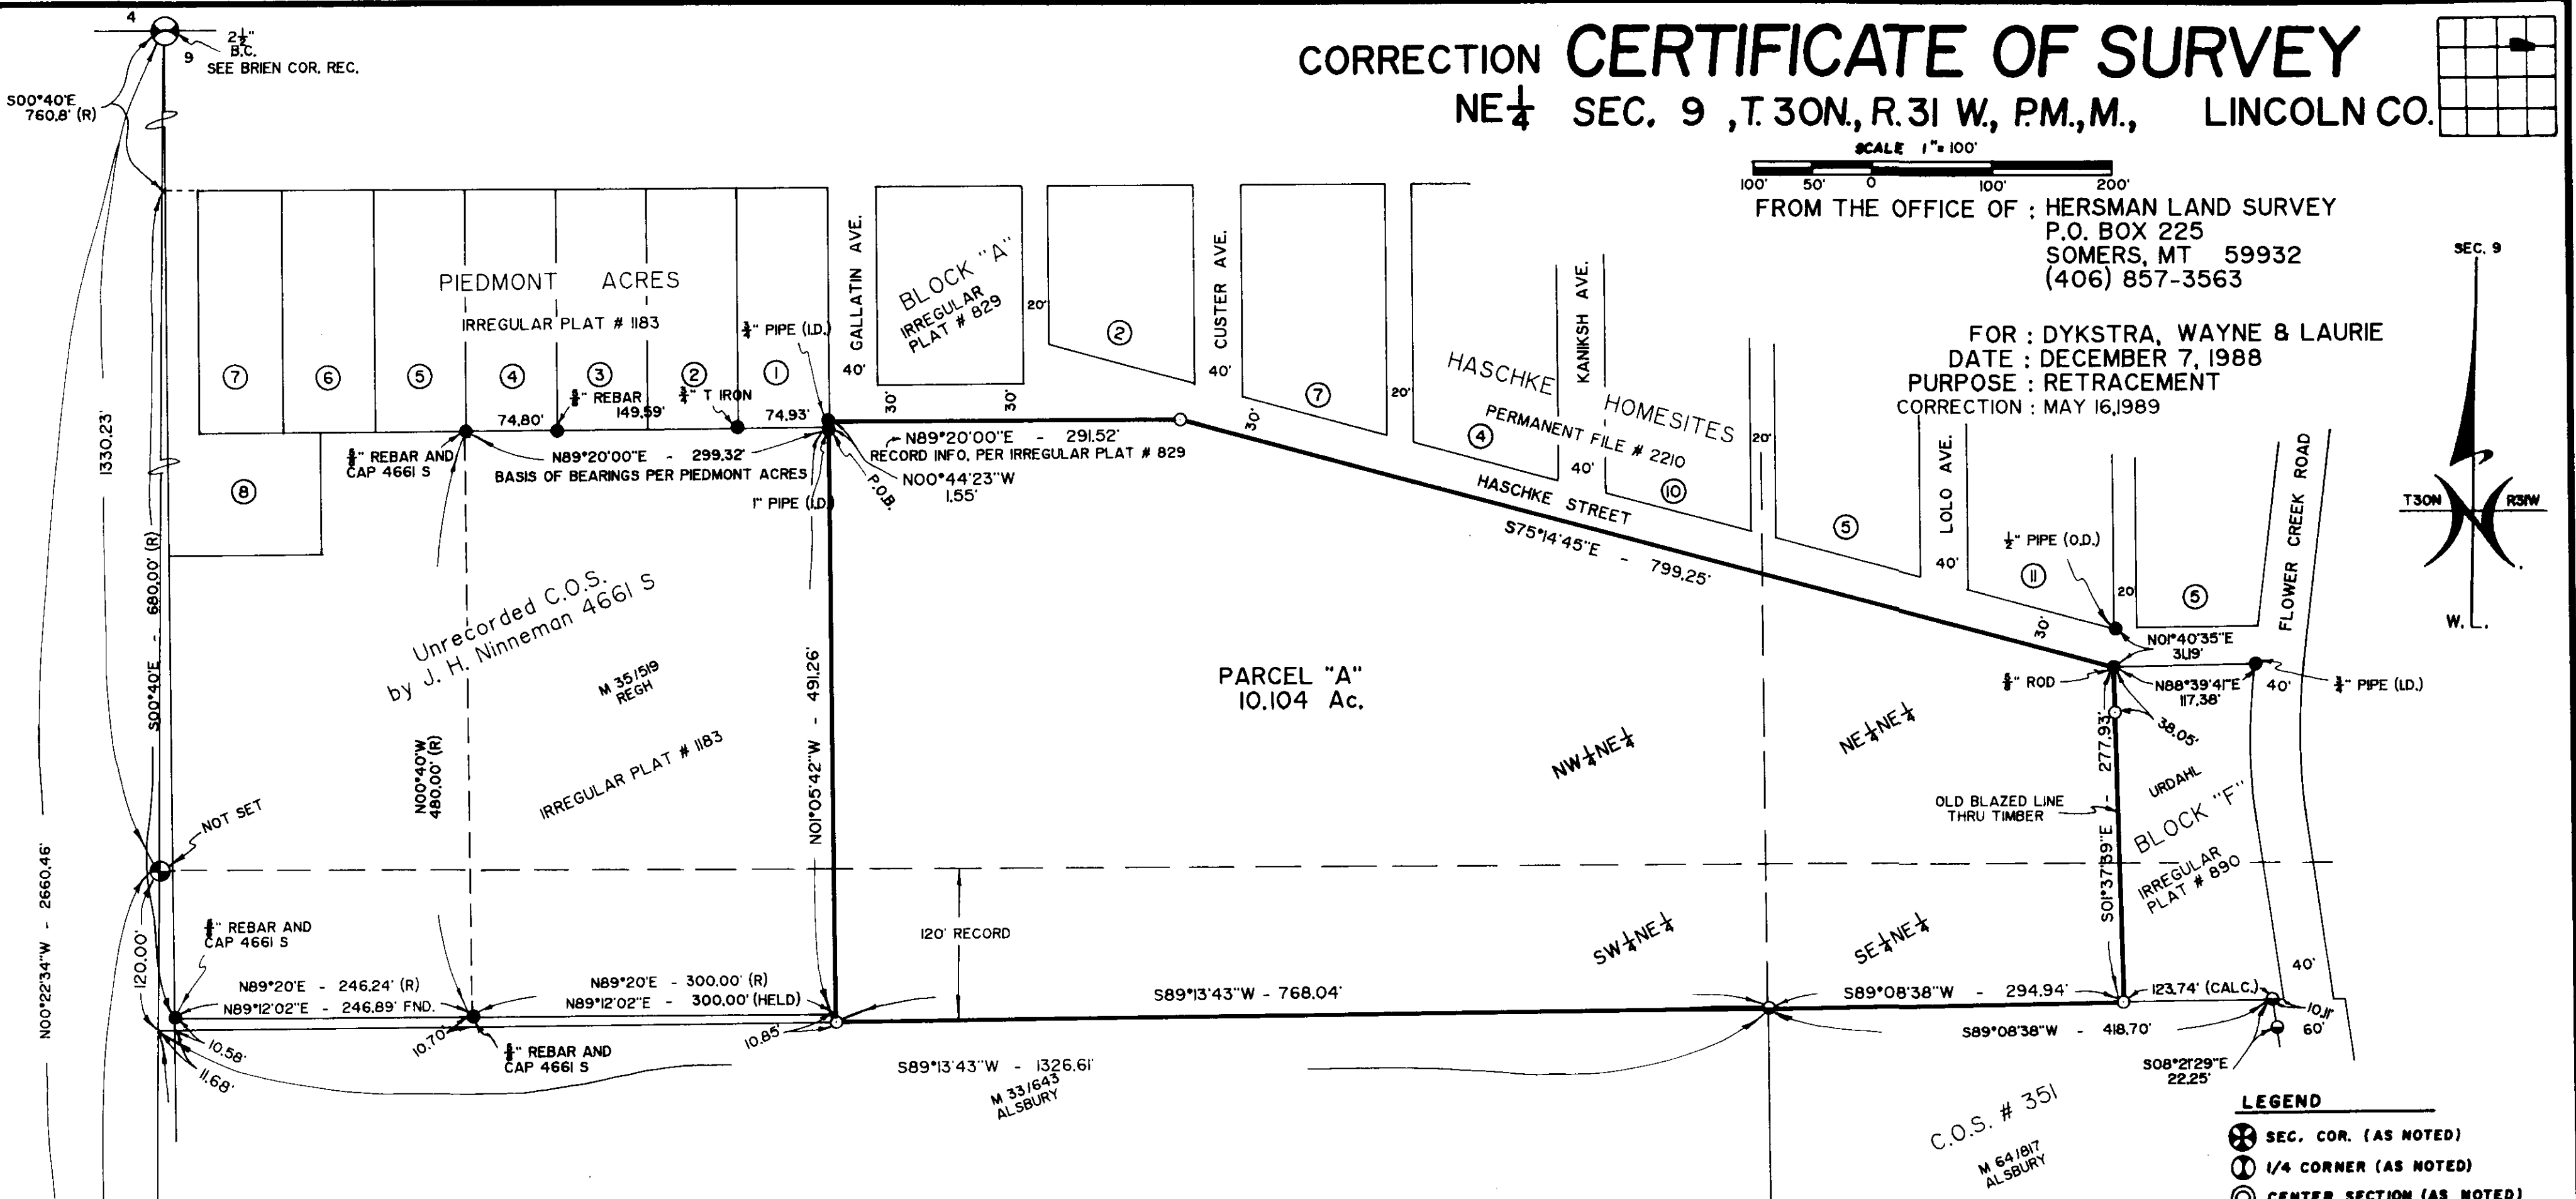 CORRECTION CERTIFICATE OF SURVEY
NE 1/4 SEC. 9 , T. 30N., R. 31 W., P.M., M., LINCOLN CO.
SCALE 1" = 100'
100' 50' 0 100' 200'
FROM THE OFFICE OF : HERSMAN LAND SURVEY
P.O. BOX 225
SOMERS, MT 59932
(406) 857-3563
FOR : DYKSTRA, WAYNE & LAURIE
DATE : DECEMBER 7, 1988
PURPOSE : RETRACEMENT
CORRECTION : MAY 16, 1989
SEC. 9
T30N
R31W
N
W. L.
4
9
2½"
B.C.
SEE BRIEN COR. REC.
S00°40'E
760.8' (R)
1330.23'
S00°40'E - 680.00' (R)
N00°22'34"W - 2660.46'
PIEDMONT ACRES
IRREGULAR PLAT # 1183
7
6
5
4
3
2
1
8
¾" PIPE (I.D.)
⅝" REBAR
¾" T IRON
74.80'
149.59'
74.93'
⅝" REBAR AND
CAP 4661 S
N89°20'00"E - 299.32'
BASIS OF BEARINGS PER PIEDMONT ACRES
1" PIPE (I.D.)
P.O.B.
GALLATIN AVE.
40'
BLOCK "A"
IRREGULAR
PLAT # 829
30'
30'
20'
N89°20'00"E - 291.52'
RECORD INFO. PER IRREGULAR PLAT # 829
N00°44'23"W
1.55'
2
CUSTER AVE.
40'
30'
7
20'
HASCHKE HOMESITES
PERMANENT FILE # 2210
4
KANIKSH AVE.
40'
10
20'
HASCHKE STREET
S75°14'45"E - 799.25'
5
LOLO AVE.
40'
11
½" PIPE (O.D.)
20'
5
FLOWER CREEK ROAD
30'
N01°40'35"E
31.19'
⅝" ROD
N88°39'41"E
117.38'
40'
¾" PIPE (I.D.)
38.05'
Unrecorded C.O.S.
by J. H. Ninneman 4661 S
M 35/519
REGH
IRREGULAR PLAT # 1183
N00°40'W
480.00' (R)
N01°05'42"W - 491.26'
PARCEL "A"
10.104 Ac.
NW¼NE¼
NE¼NE¼
SW¼NE¼
SE¼NE¼
S01°37'39"E - 277.93'
OLD BLAZED LINE
THRU TIMBER
URDAHL
BLOCK "F"
IRREGULAR
PLAT # 890
NOT SET
120' RECORD
120.00'
REBAR AND
CAP 4661 S
N89°20'E - 246.24' (R)
N89°12'02"E - 246.89' FND.
N89°20'E - 300.00' (R)
N89°12'02"E - 300.00' (HELD)
10.58'
11.68'
10.70'
⅝" REBAR AND
CAP 4661 S
10.85'
S89°13'43"W - 768.04'
S89°13'43"W - 1326.61'
M 33/643
ALSBURY
S89°08'38"W - 294.94'
123.74' (CALC.)
S89°08'38"W - 418.70'
40'
10.11'
60'
S08°21'29"E
22.25'
C.O.S. # 351
M 64/817
ALSBURY
LEGEND
SEC. COR. (AS NOTED)
1/4 CORNER (AS NOTED)
CENTER SECTION (AS NOTED)